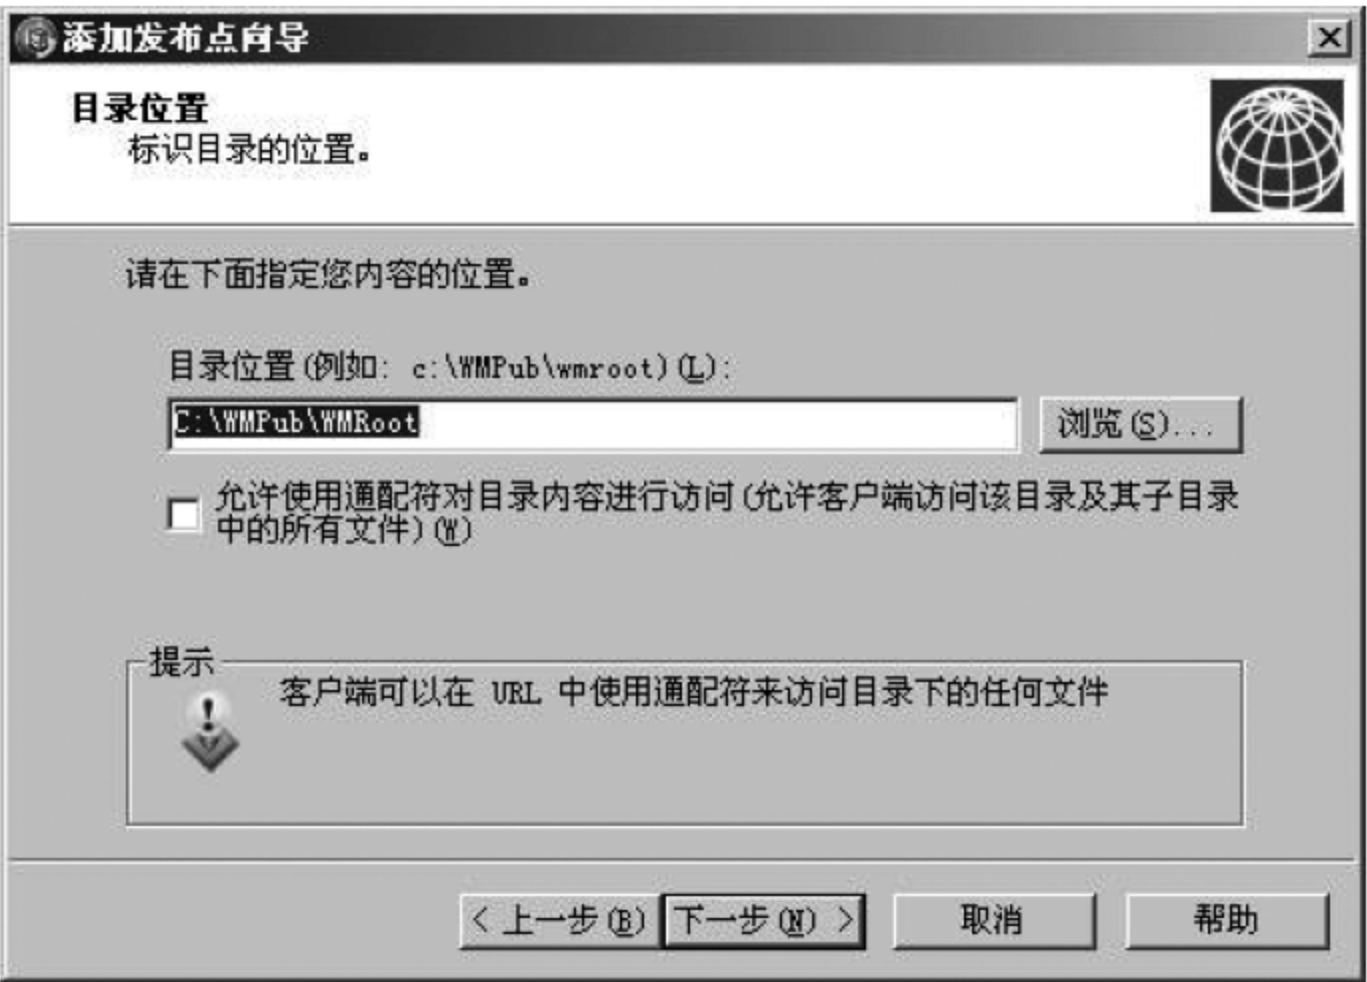 添加发布点向导
目录位置
标识目录的位置。
请在下面指定您内容的位置。
目录位置(例如: c:\WMPub\wmroot)(L):
C:\WMPub\WMRoot
浏览(S)...
允许使用通配符对目录内容进行访问(允许客户端访问该目录及其子目录
中的所有文件)(W)
提示
客户端可以在 URL 中使用通配符来访问目录下的任何文件
< 上一步(B)
下一步(N) >
取消
帮助